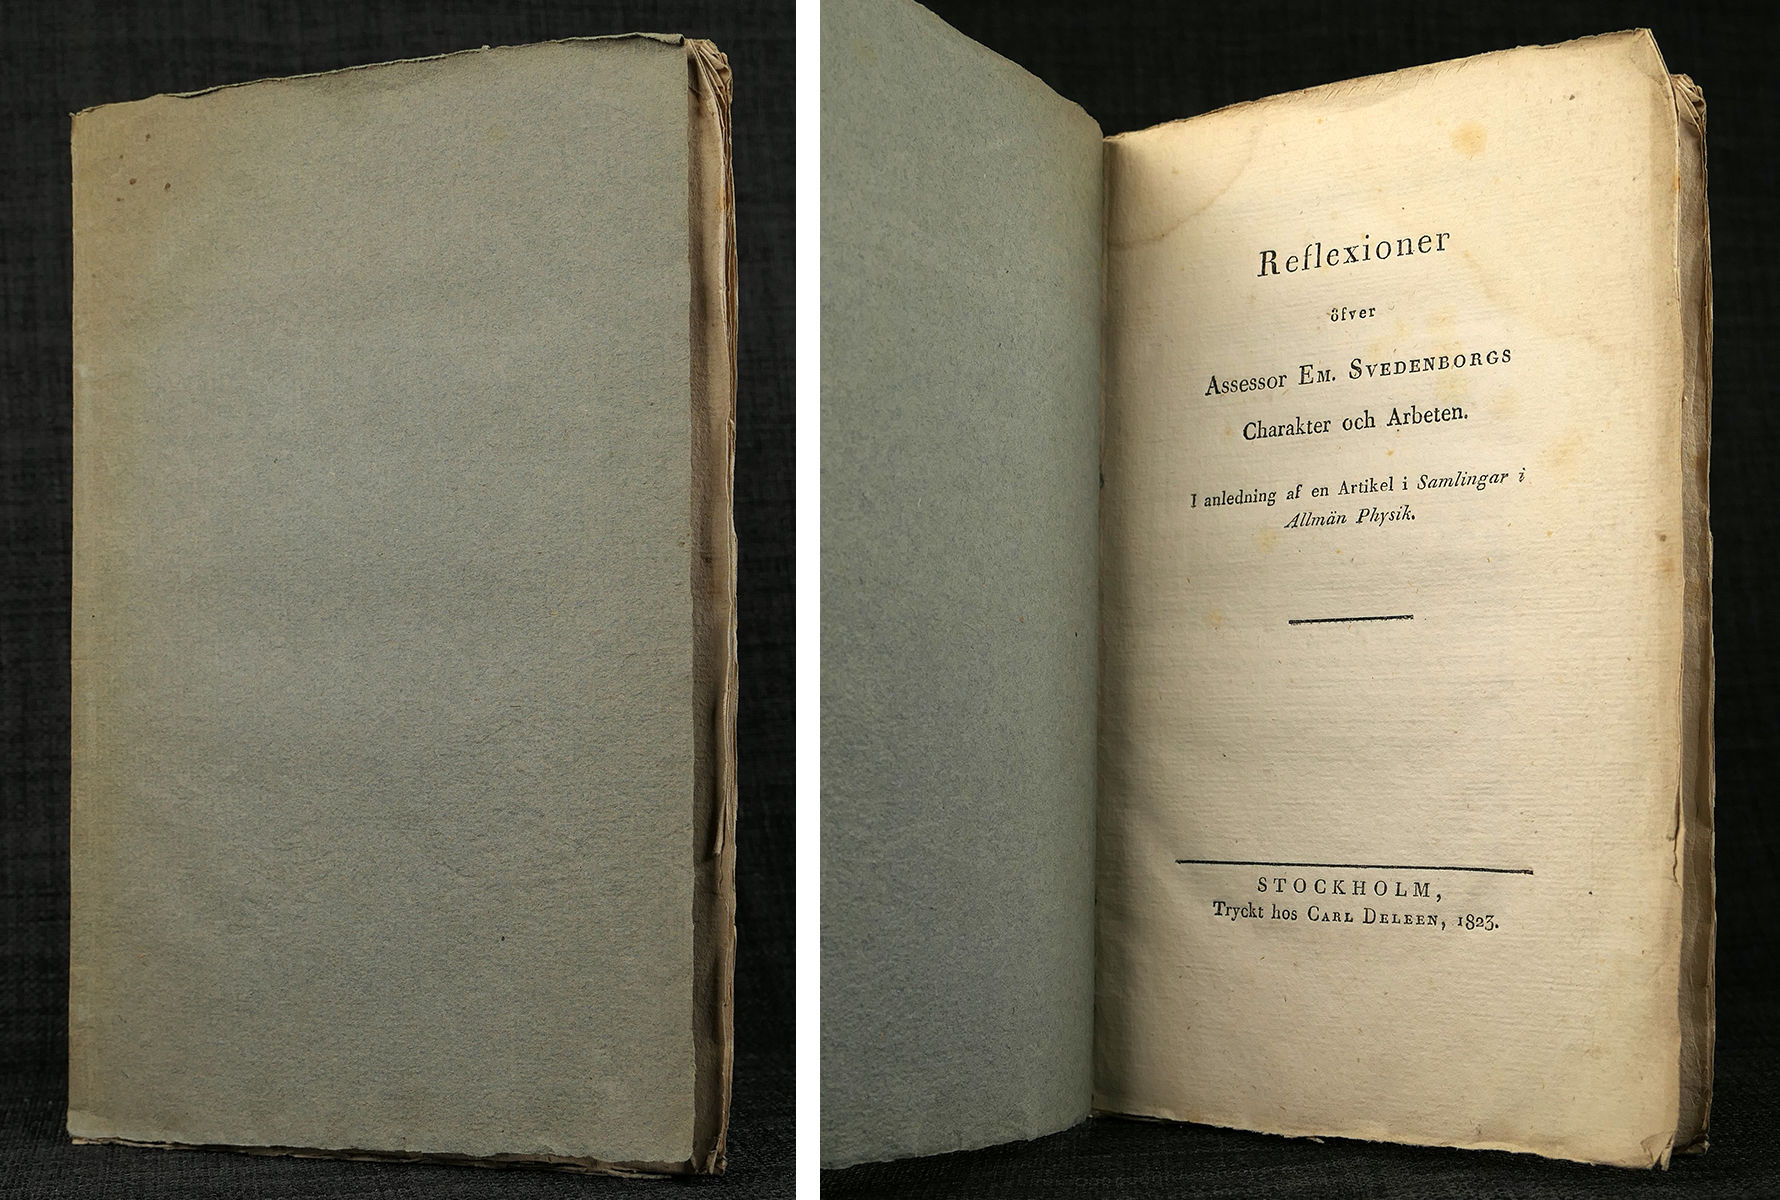 Reflexioner
öfver
Assessor EM. SVEDENBORGS
Charakter och Arbeten.
I anledning af en Artikel i Samlingar i
Allmän Physik.
STOCKHOLM,
Tryckt hos CARL DELEEN, 1823.